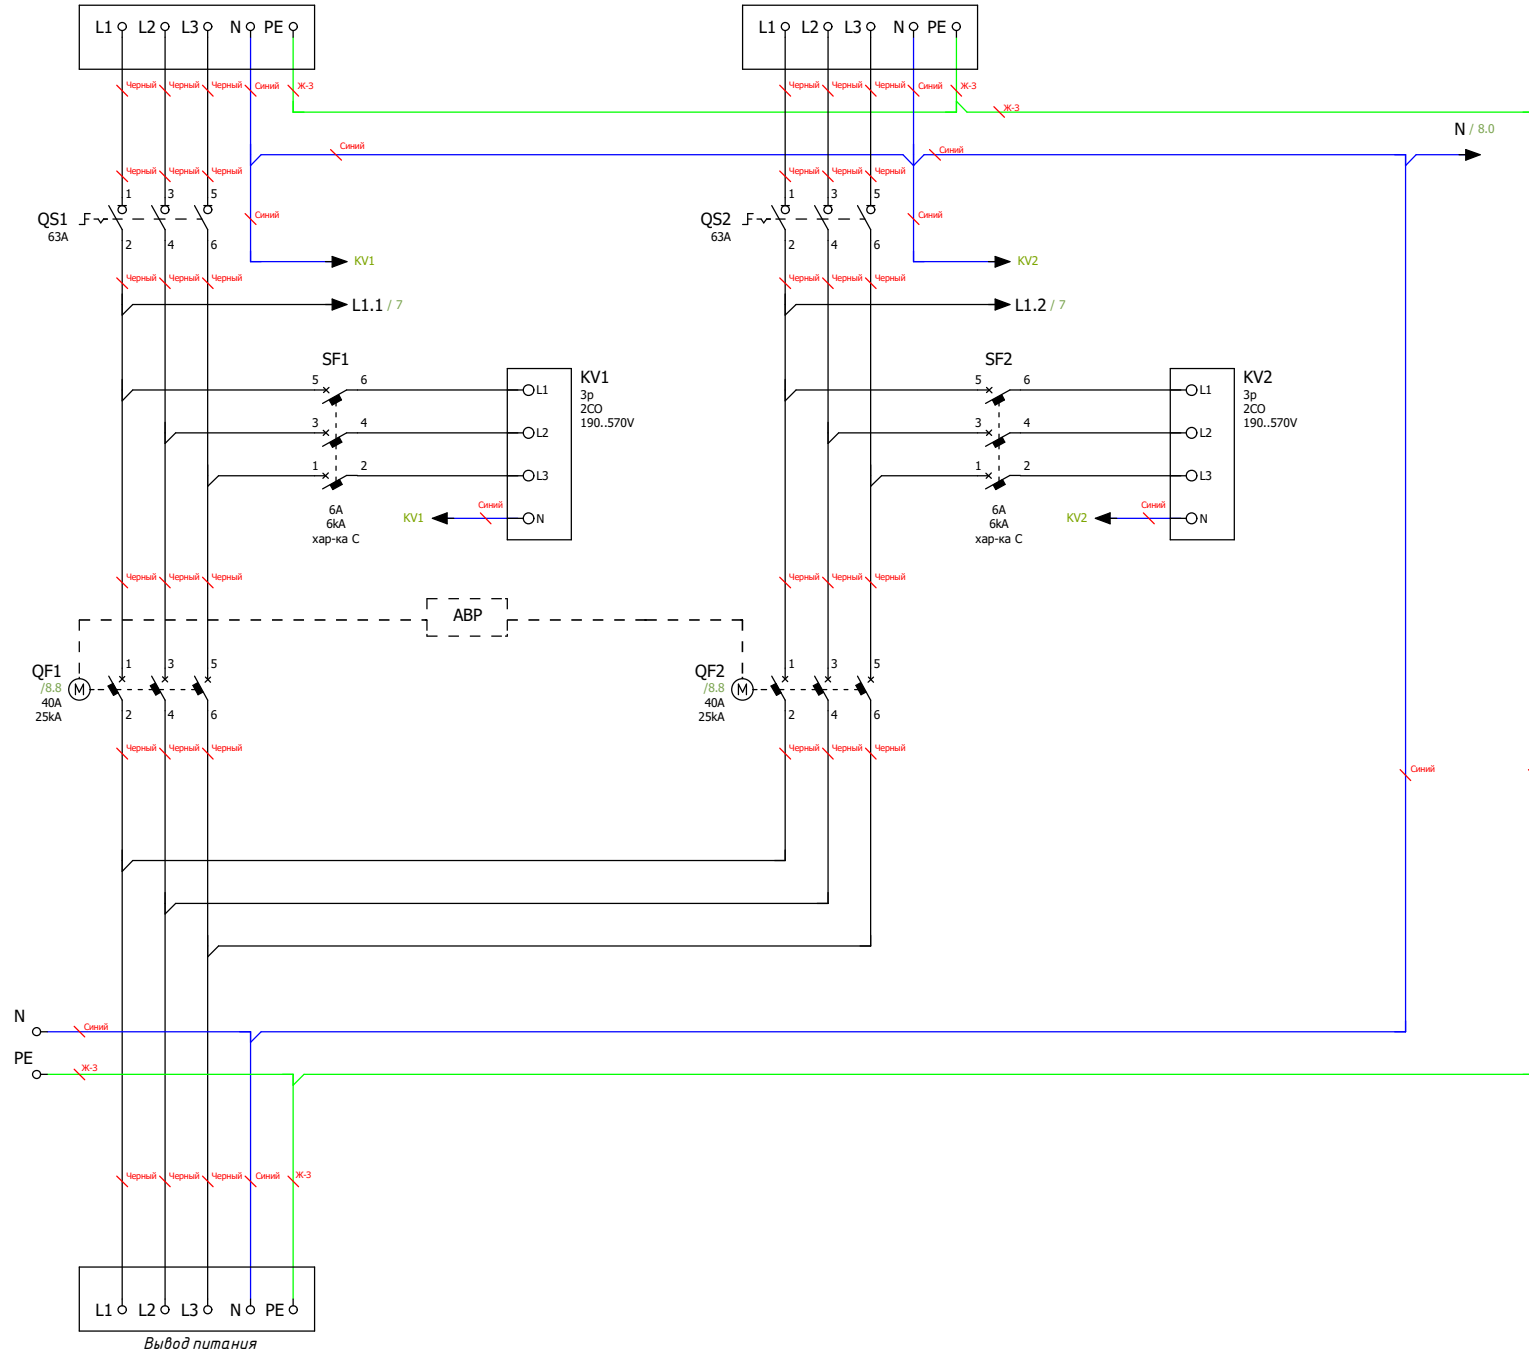 L1 L2 L3 N PE L1 L2 L3 N PE
Черный Черный Черный Синий Ж-З Черный Черный Черный Синий Ж-З
Ж-З
N / 8.0
Синий Синий
Черный Черный Черный Черный Черный Черный
1 3 5 1 3 5
QS1 Синий QS2 Синий
63A 63A
2 4 6 2 4 6
KV1 KV2
Черный Черный Черный Черный Черный Черный
L1.1 / 7 L1.2 / 7
SF1 SF2
5 6 L1 KV1 5 6 L1 KV2
3p 3p
2CO 2CO
190..570V 190..570V
3 4 L2 3 4 L2
1 2 L3 1 2 L3
Синий Синий
6A 6A
KV1 N KV2 N
6kA 6kA
хар-ка С хар-ка С
Черный Черный Черный Черный Черный Черный
АВР
1 3 5 1 3 5
QF1 QF2
/8.8 M /8.8 M
40A 40A
25kA 25kA
2 4 6 2 4 6
Черный Черный Черный Черный Черный Черный
Синий
N
Синий
PE
Ж-З
Черный Черный Черный Синий Ж-З
L1 L2 L3 N PE
Вывод питания